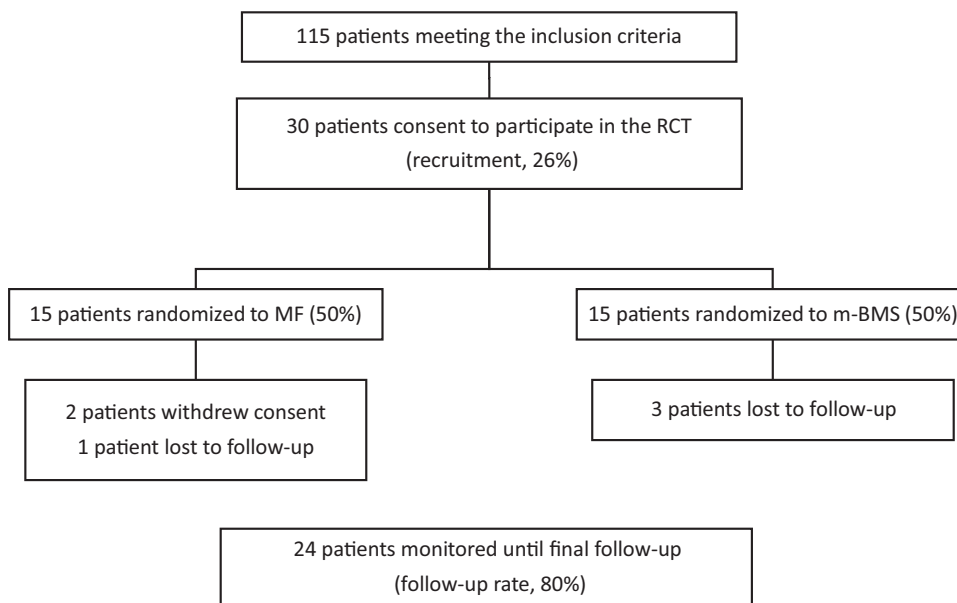 115 patients meeting the inclusion criteria
30 patients consent to participate in the RCT
(recruitment, 26%)
15 patients randomized to MF (50%)
15 patients randomized to m-BMS (50%)
2 patients withdrew consent
1 patient lost to follow-up
3 patients lost to follow-up
24 patients monitored until final follow-up
(follow-up rate, 80%)